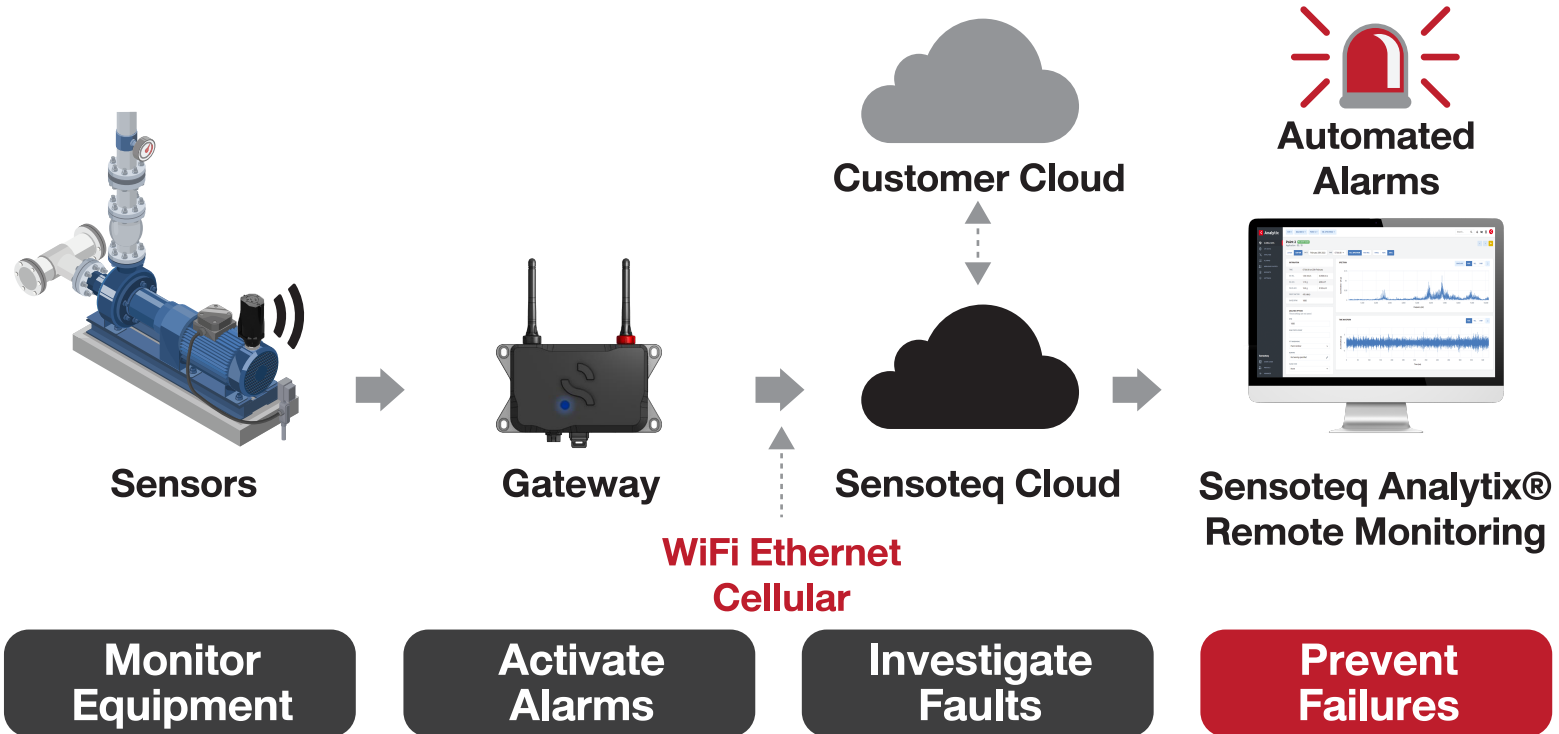 Customer Cloud
Automated
Alarms
Analytix
Sensors
Gateway
Sensoteq Cloud
Sensoteq Analytix®
Remote Monitoring
WiFi Ethernet
Cellular
Monitor
Equipment
Activate
Alarms
Investigate
Faults
Prevent
Failures